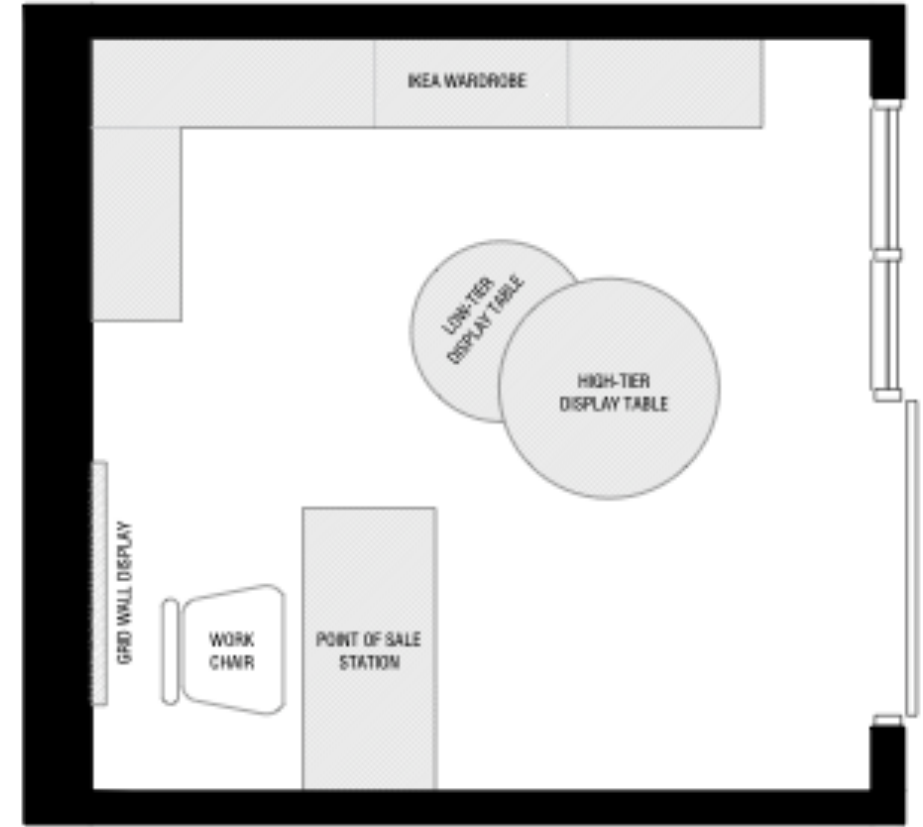 IKEA WARDROBE
LOW-TIER
DISPLAY TABLE
HIGH-TIER
DISPLAY TABLE
GRID WALL DISPLAY
WORK
CHAIR
POINT OF SALE
STATION